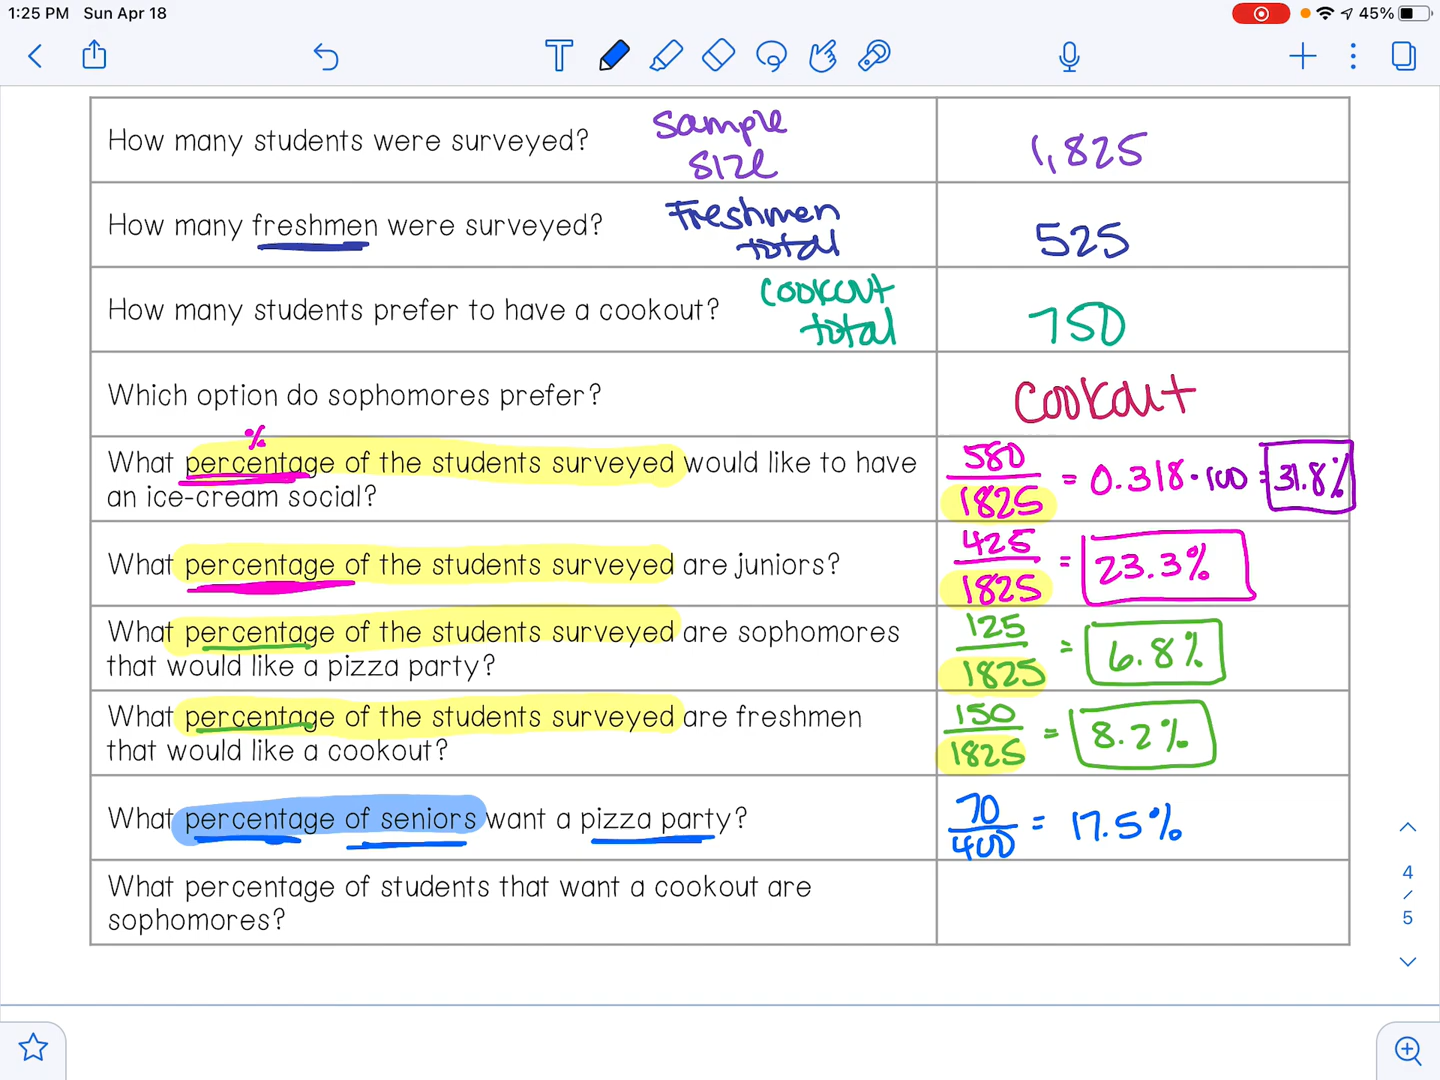 1:25 PM Sun Apr 18
45%
T
How many students were surveyed? sample size 1,825
How many freshmen were surveyed? Freshmen total 525
How many students prefer to have a cookout? cookout total 750
Which option do sophomores prefer? cookout
%
What percentage of the students surveyed would like to have
an ice-cream social?
580/1825 = 0.318 · 100 = 31.8%
What percentage of the students surveyed are juniors?
425/1825 = 23.3%
What percentage of the students surveyed are sophomores
that would like a pizza party?
125/1825 = 6.8%
What percentage of the students surveyed are freshmen
that would like a cookout?
150/1825 = 8.2%
What percentage of seniors want a pizza party?
70/400 = 17.5%
What percentage of students that want a cookout are
sophomores?
4
/
5